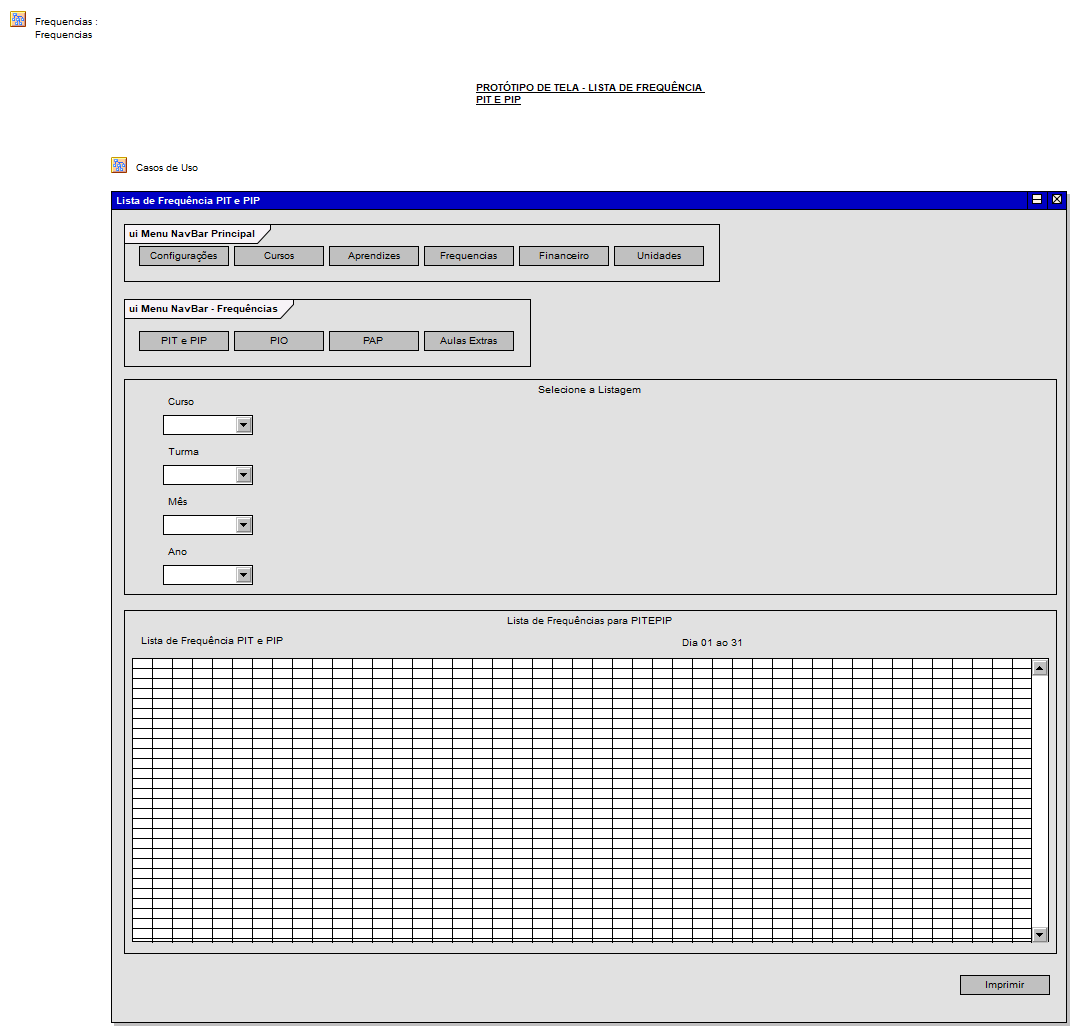 Frequencias :
Frequencias
PROTÓTIPO DE TELA - LISTA DE FREQUÊNCIA
PIT E PIP
Casos de Uso
Lista de Frequência PIT e PIP
ui Menu NavBar Principal
Configurações Cursos Aprendizes Frequencias Financeiro Unidades
ui Menu NavBar - Frequências
PIT e PIP PIO PAP Aulas Extras
Selecione a Listagem
Curso
Turma
Mês
Ano
Lista de Frequências para PITEPIP
Lista de Frequência PIT e PIP Dia 01 ao 31
Imprimir